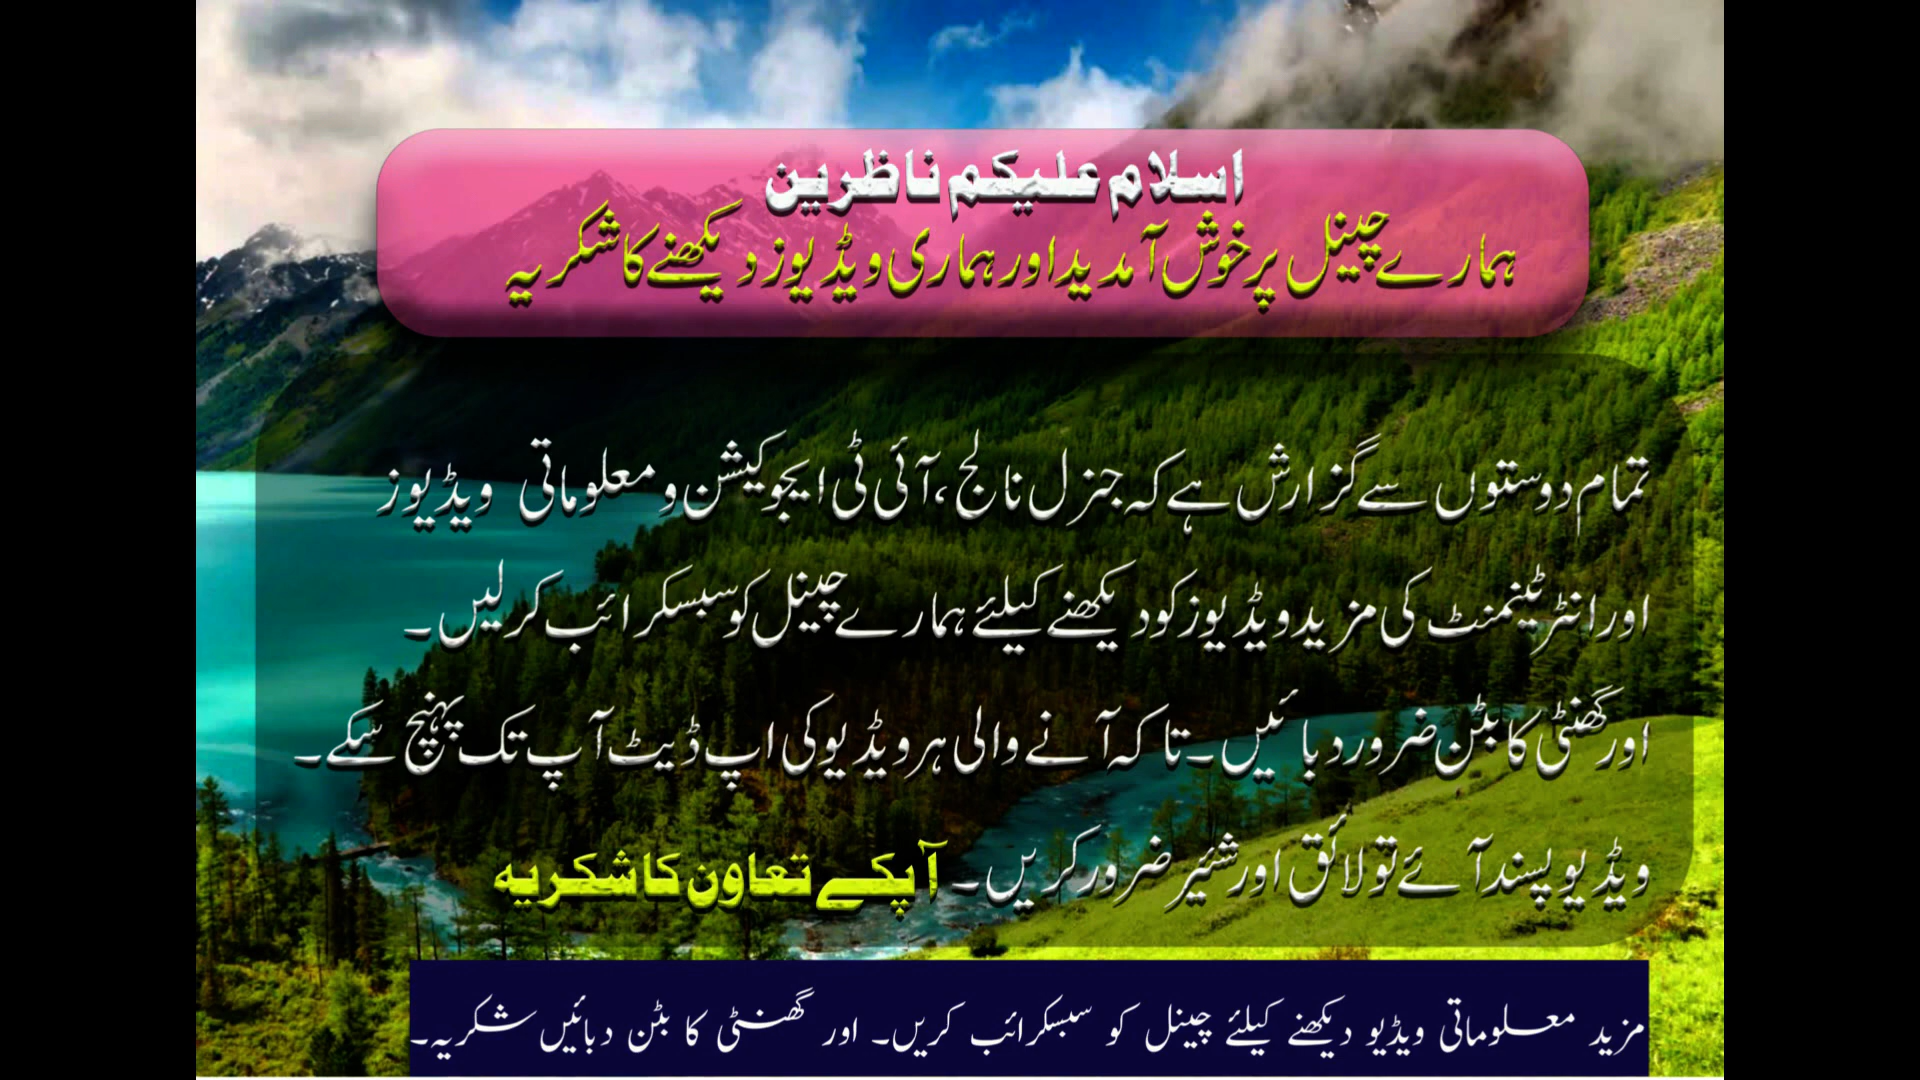 اسلام علیکم ناظرین
ہمارے چینل پر خوش آمدید اور ہماری ویڈیوز دیکھنے کا شکریہ
تمام دوستوں سے گزارش ہے کہ جنرل نالج ، آئی ٹی ایجوکیشن و معلوماتی ویڈیوز
اور انٹرٹینمنٹ کی مزید ویڈیوز کو دیکھنے کیلئے ہمارے چینل کو سبسکرائب کر لیں۔
اور گھنٹی کا بٹن ضرور دبائیں۔ تاکہ آنے والی ہر ویڈیو کی اپ ڈیٹ آپ تک پہنچ سکے۔
ویڈیو پسند آئے تو لائق اور شئیر ضرور کریں۔ آپکے تعاون کا شکریہ
مزید معلوماتی ویڈیو دیکھنے کیلئے چینل کو سبسکرائب کریں۔ اور گھنٹی کا بٹن دبائیں شکریہ۔